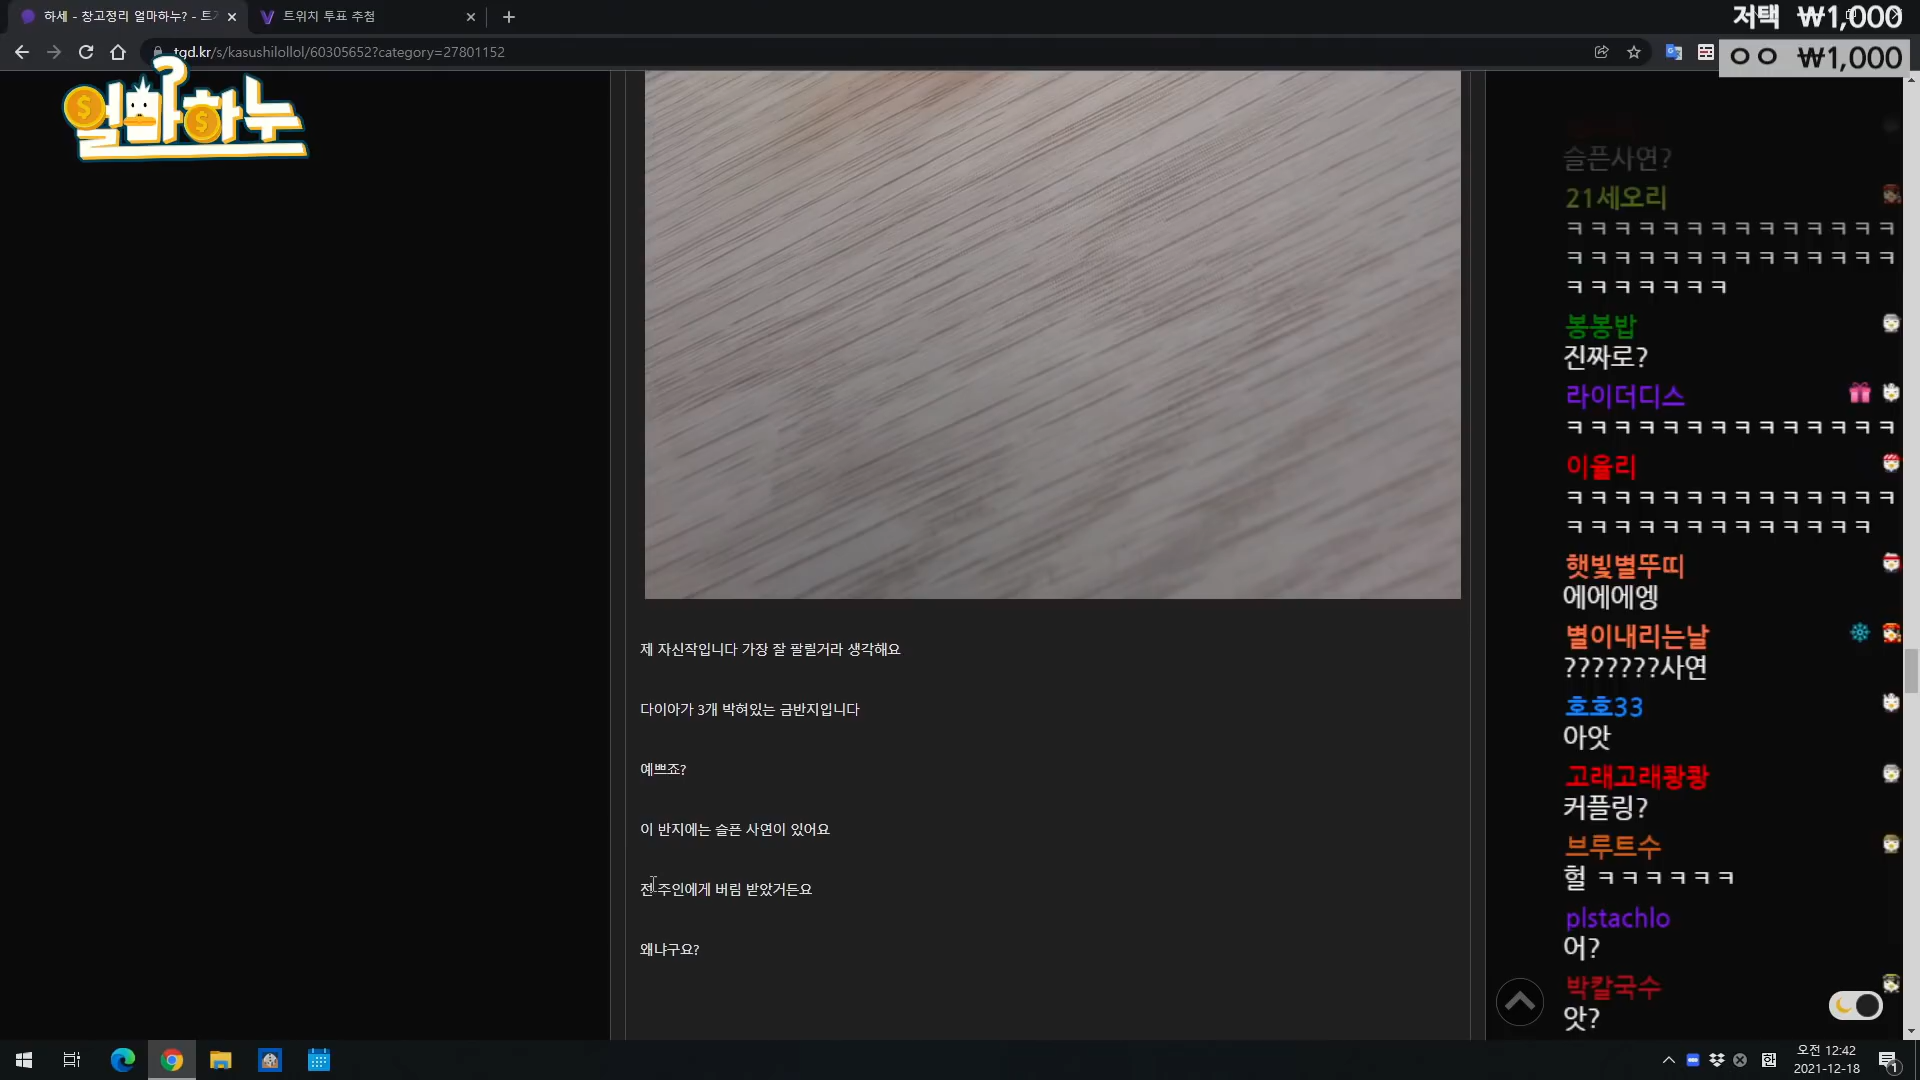 하세 - 창고정리 얼마하누? - 트
트위치 투표 추첨
저택 ₩1,000
tgd.kr/s/kasushilollol/60305652?category=27801152
ㅇㅇ ₩1,000
얼마하누?
제 자신작입니다 가장 잘 팔릴거라 생각해요
다이아가 3개 박혀있는 금반지입니다
예쁘죠?
이 반지에는 슬픈 사연이 있어요
전 주인에게 버림 받았거든요
왜냐구요?
슬픈사연?
21세오리
ㅋㅋㅋㅋㅋㅋㅋㅋㅋㅋㅋㅋㅋㅋ
ㅋㅋㅋㅋㅋㅋㅋㅋㅋㅋㅋㅋㅋㅋ
ㅋㅋㅋㅋㅋㅋㅋ
봉봉밥
진짜로?
라이더디스
ㅋㅋㅋㅋㅋㅋㅋㅋㅋㅋㅋㅋㅋㅋ
이율리
ㅋㅋㅋㅋㅋㅋㅋㅋㅋㅋㅋㅋㅋㅋ
ㅋㅋㅋㅋㅋㅋㅋㅋㅋㅋㅋㅋㅋ
햇빛별뚜띠
에에에엥
별이내리는날
???????사연
호호33
아앗
고래고래쾅쾅
커플링?
브루트수
헐 ㅋㅋㅋㅋㅋㅋ
plstachlo
어?
박칼국수
앗?
한
오전 12:42
2021-12-18
1